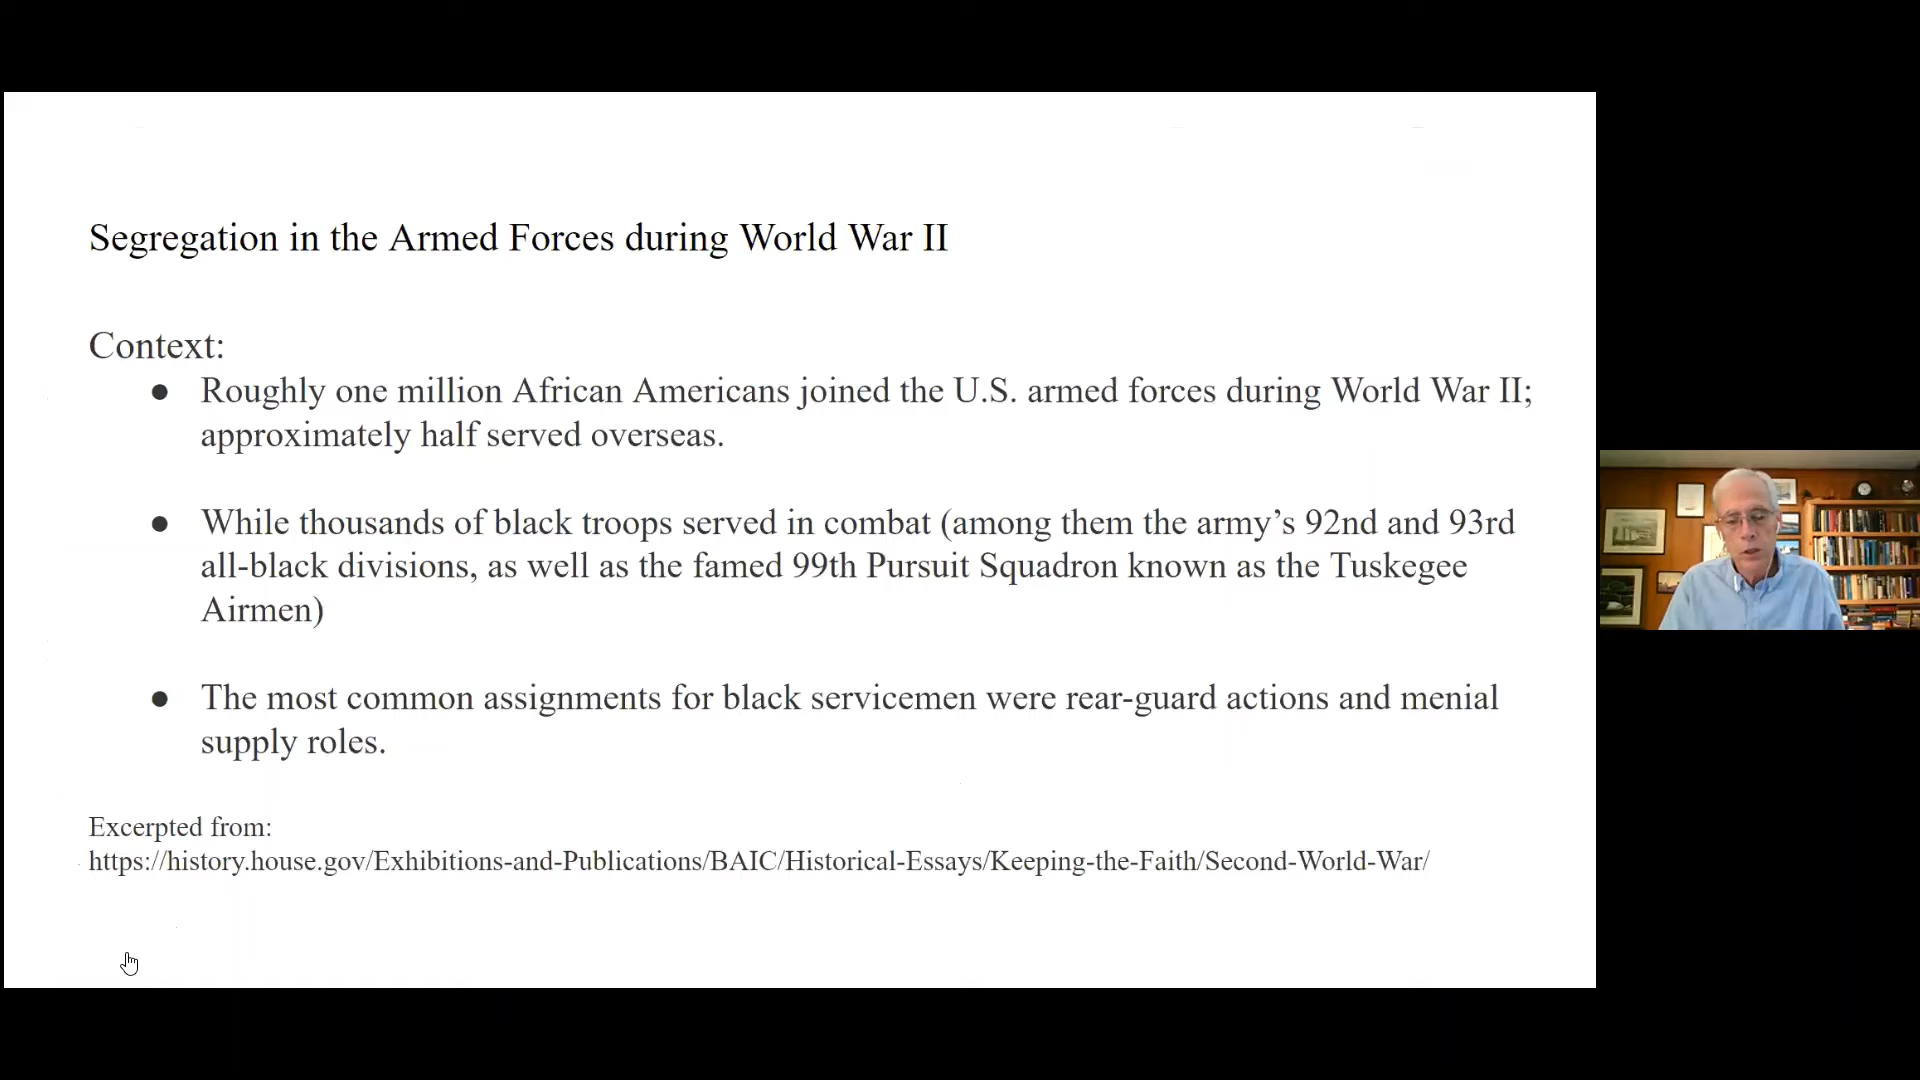 Segregation in the Armed Forces during World War II
Context:
● Roughly one million African Americans joined the U.S. armed forces during World War II;
approximately half served overseas.
● While thousands of black troops served in combat (among them the army’s 92nd and 93rd
all-black divisions, as well as the famed 99th Pursuit Squadron known as the Tuskegee
Airmen)
● The most common assignments for black servicemen were rear-guard actions and menial
supply roles.
Excerpted from:
https://history.house.gov/Exhibitions-and-Publications/BAIC/Historical-Essays/Keeping-the-Faith/Second-World-War/